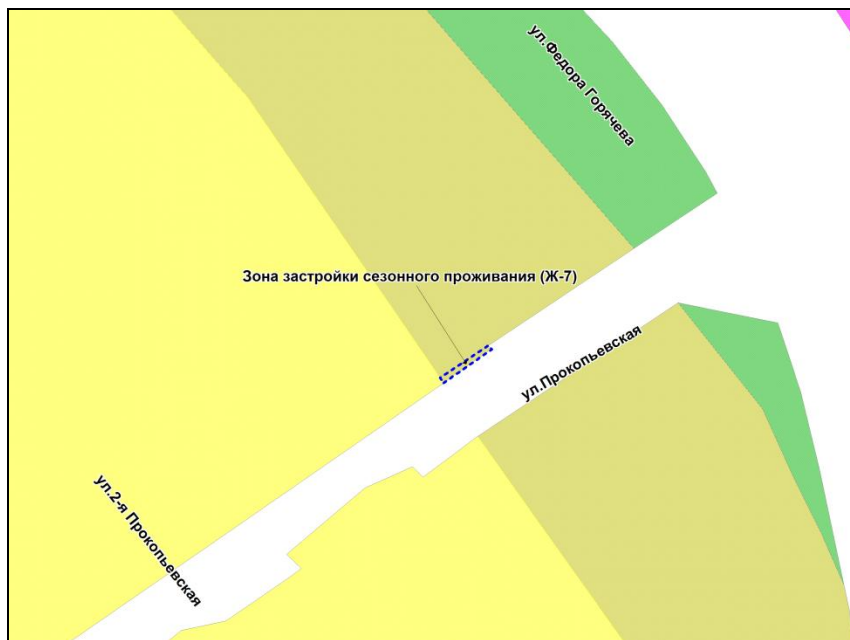 ул.Федора Горячева
Зона застройки сезонного проживания (Ж-7)
ул.Прокопьевская
ул.2-я Прокопьевская